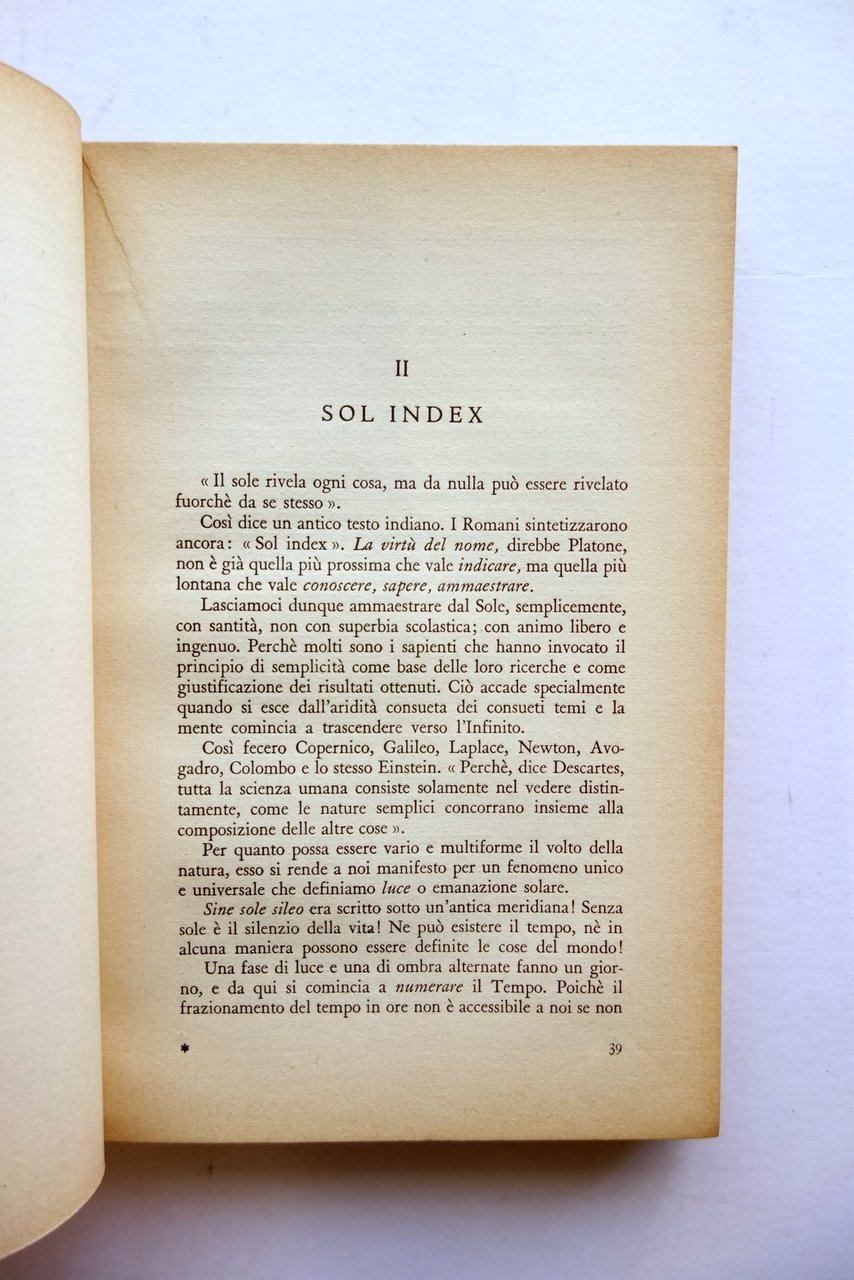 II
SOL INDEX
« Il sole rivela ogni cosa, ma da nulla può essere rivelato
fuorchè da se stesso ».
Così dice un antico testo indiano. I Romani sintetizzarono
ancora: « Sol index ». La virtù del nome, direbbe Platone,
non è già quella più prossima che vale indicare, ma quella più
lontana che vale conoscere, sapere, ammaestrare.
Lasciamoci dunque ammaestrare dal Sole, semplicemente,
con santità, non con superbia scolastica; con animo libero e
ingenuo. Perchè molti sono i sapienti che hanno invocato il
principio di semplicità come base delle loro ricerche e come
giustificazione dei risultati ottenuti. Ciò accade specialmente
quando si esce dall'aridità consueta dei consueti temi e la
mente comincia a trascendere verso l'Infinito.
Così fecero Copernico, Galileo, Laplace, Newton, Avo-
gadro, Colombo e lo stesso Einstein. « Perchè, dice Descartes,
tutta la scienza umana consiste solamente nel vedere distin-
tamente, come le nature semplici concorrano insieme alla
composizione delle altre cose ».
Per quanto possa essere vario e multiforme il volto della
natura, esso si rende a noi manifesto per un fenomeno unico
e universale che definiamo luce o emanazione solare.
Sine sole sileo era scritto sotto un'antica meridiana! Senza
sole è il silenzio della vita! Ne può esistere il tempo, nè in
alcuna maniera possono essere definite le cose del mondo!
Una fase di luce e una di ombra alternate fanno un gior-
no, e da qui si comincia a numerare il Tempo. Poichè il
frazionamento del tempo in ore non è accessibile a noi se non
* 39